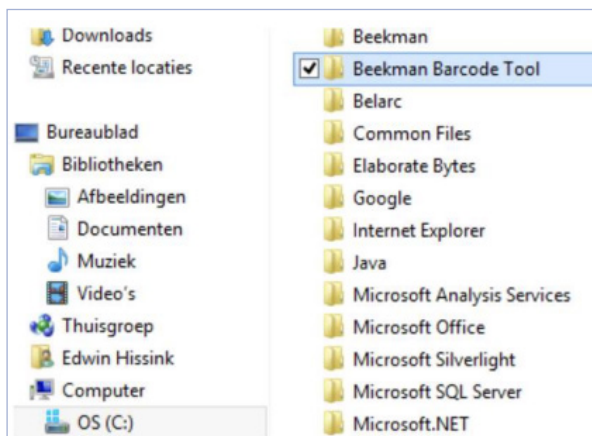 Downloads
Recente locaties
Bureaublad
Bibliotheken
Afbeeldingen
Documenten
Muziek
Video's
Thuisgroep
Edwin Hissink
Computer
OS (C:)
Beekman
Beekman Barcode Tool
Belarc
Common Files
Elaborate Bytes
Google
Internet Explorer
Java
Microsoft Analysis Services
Microsoft Office
Microsoft Silverlight
Microsoft SQL Server
Microsoft.NET